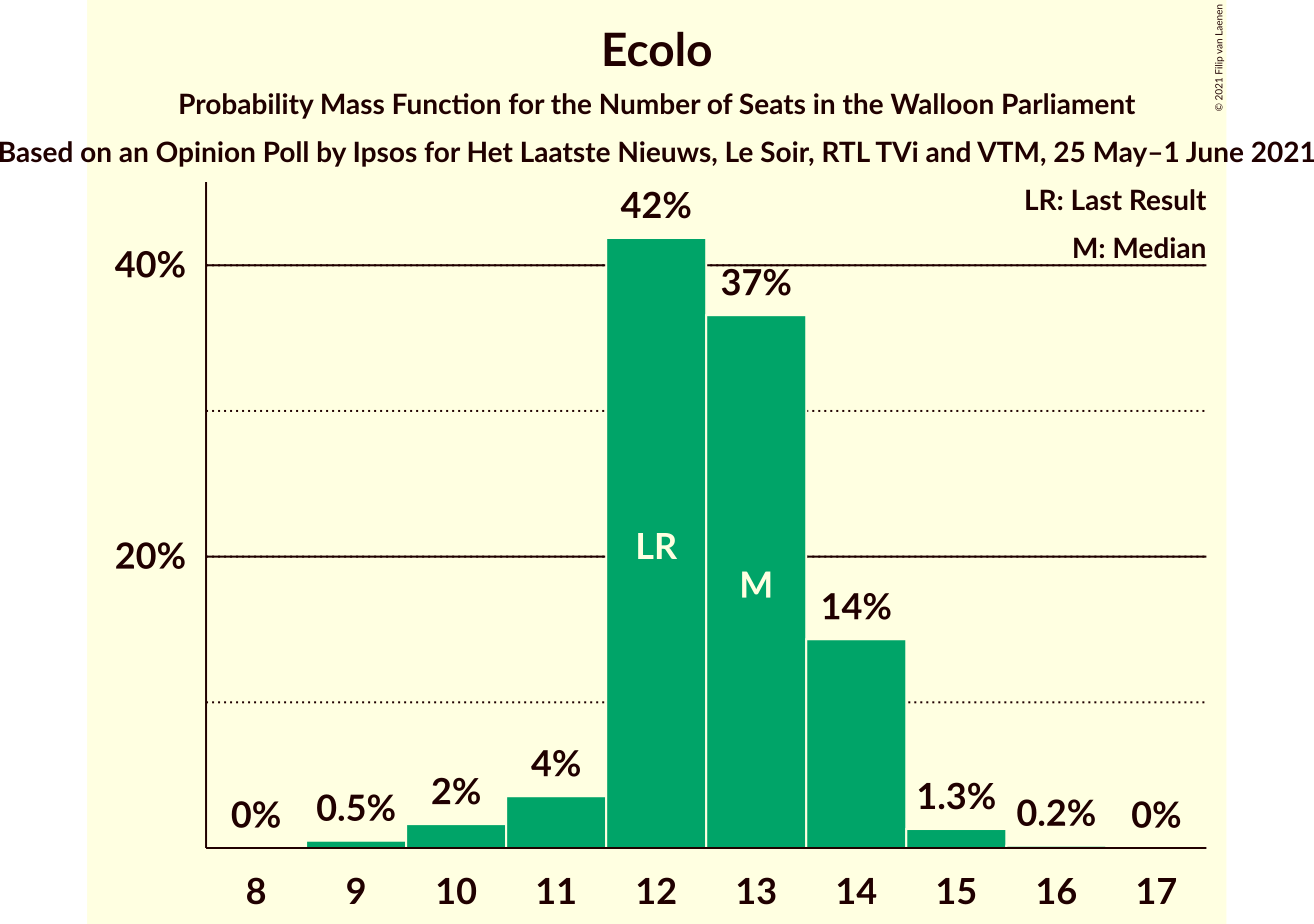 Ecolo
© 2021 Filip van Laenen
Probability Mass Function for the Number of Seats in the Walloon Parliament
Based on an Opinion Poll by Ipsos for Het Laatste Nieuws, Le Soir, RTL TVi and VTM, 25 May–1 June 2021
LR: Last Result
M: Median
42%
40%
37%
20%
LR
M
14%
4%
2%
1.3%
0.5%
0.2%
0%
0%
8 9 10 11 12 13 14 15 16 17